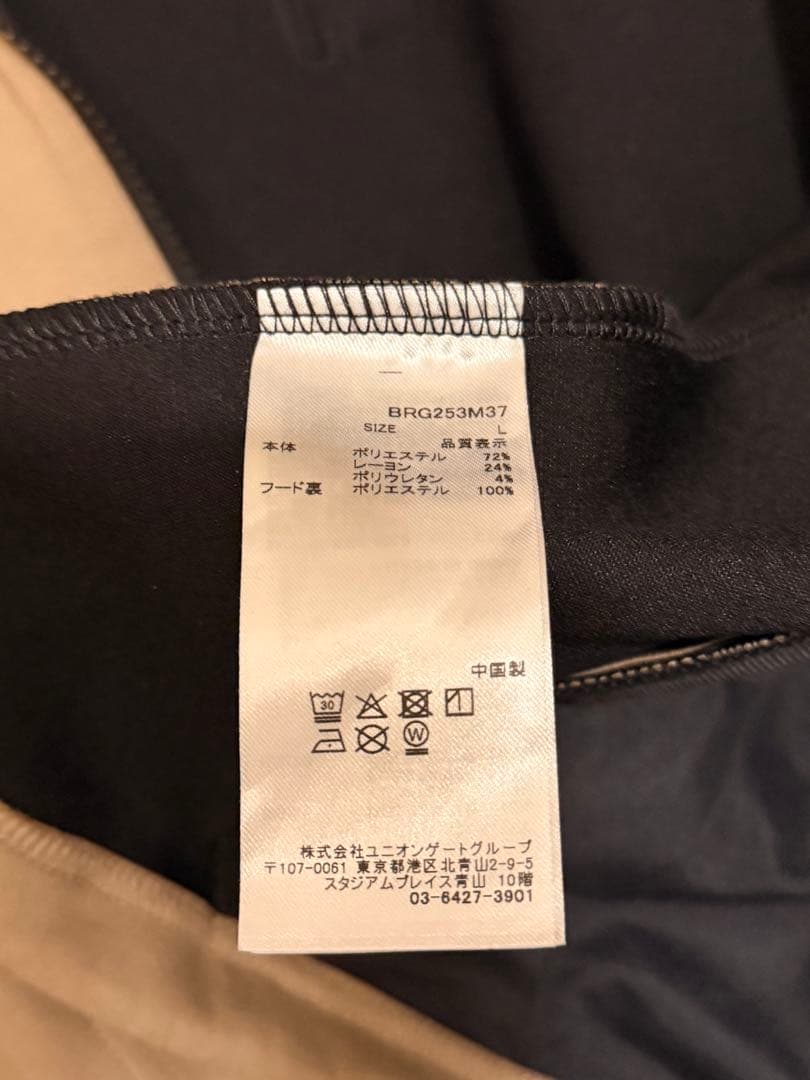 BRG253M37
SIZE L
本体 品質表示
ポリエステル 72%
レーヨン 24%
ポリウレタン 4%
フード裏 ポリエステル 100%
中国製
30
W
株式会社ユニオンゲートグループ
〒107-0061 東京都港区北青山2-9-5
スタジアムプレイス青山 10階
03-6427-3901